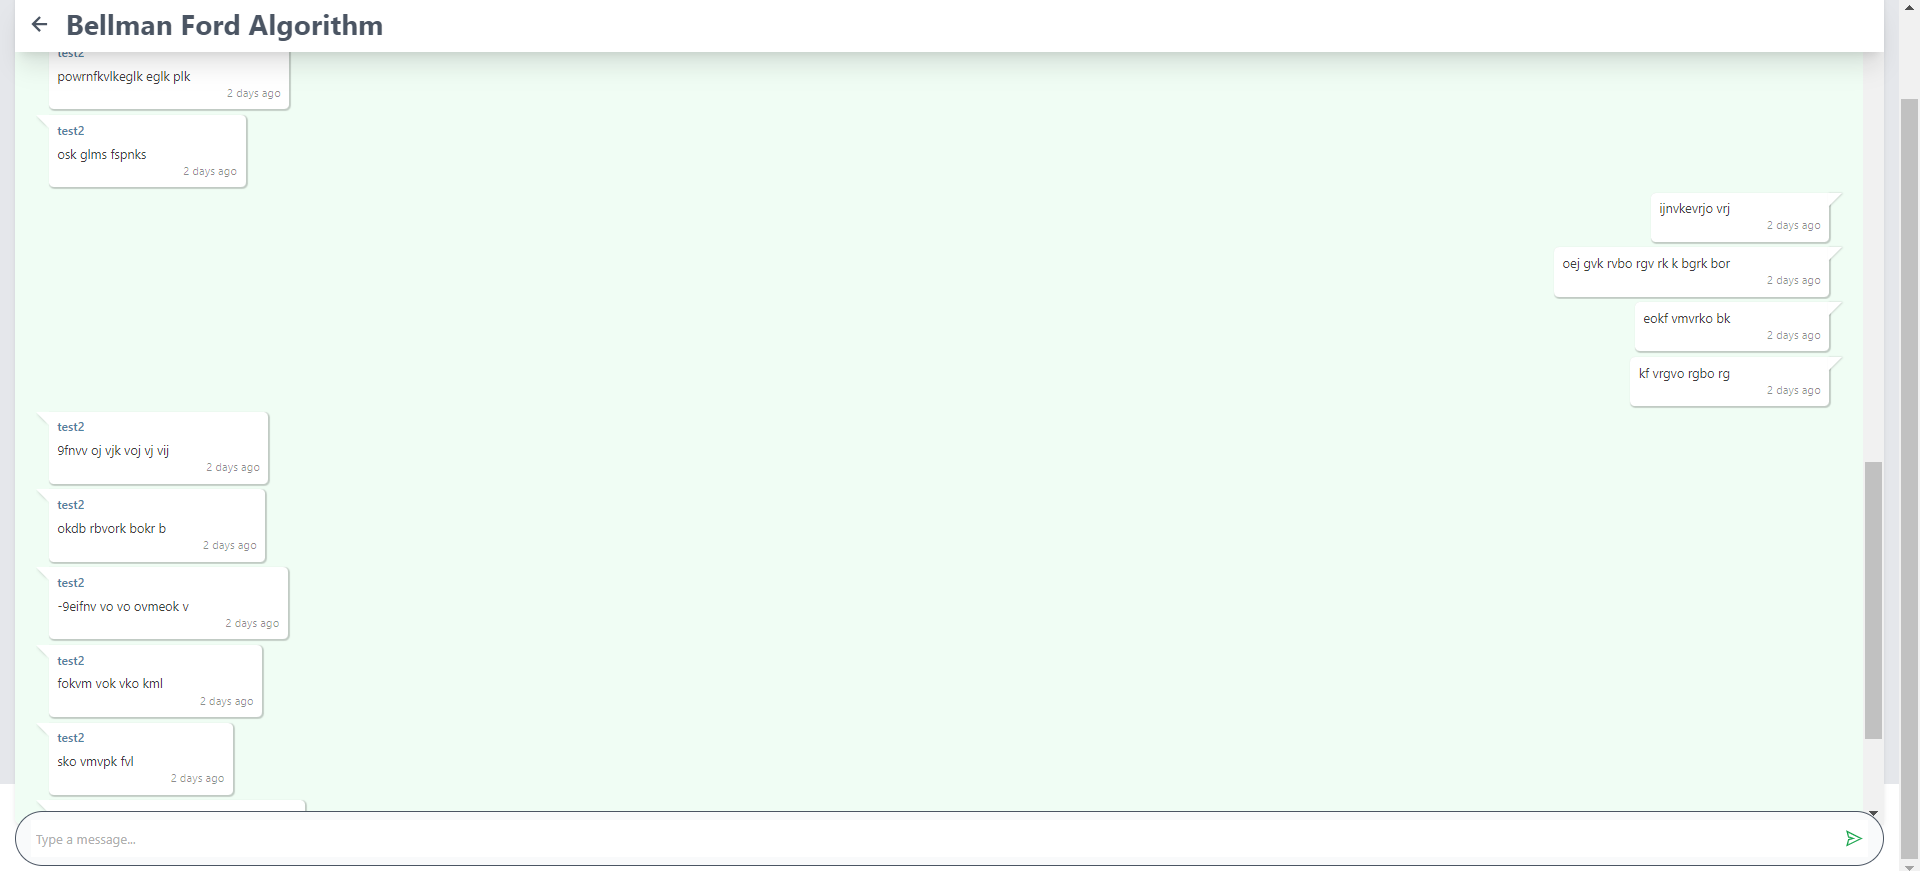 Bellman Ford Algorithm
test2
powrnfkvlkeglk eglk plk
2 days ago
test2
osk glms fspnks
2 days ago
ijnvkevrjo vrj
2 days ago
oej gvk rvbo rgv rk k bgrk bor
2 days ago
eokf vmvrko bk
2 days ago
kf vrgvo rgbo rg
2 days ago
test2
9fnvv oj vjk voj vj vij
2 days ago
test2
okdb rbvork bokr b
2 days ago
test2
-9eifnv vo vo ovmeok v
2 days ago
test2
fokvm vok vko kml
2 days ago
test2
sko vmvpk fvl
2 days ago
Type a message...